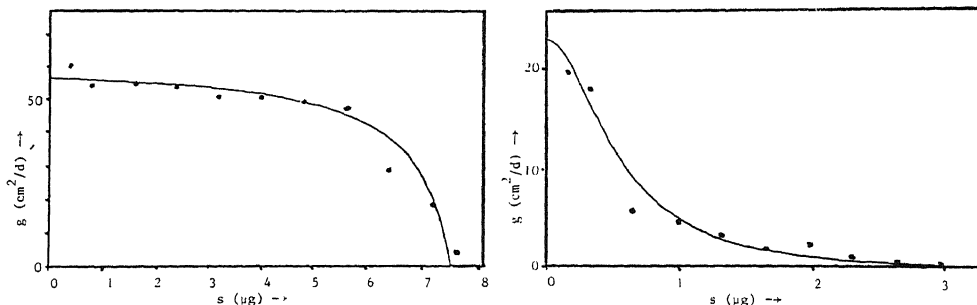 50
0
g (cm²/d) →
0 1 2 3 4 5 6 7 8
s (μg) →
20
10
0
g (cm²/d) →
0 1 2 3
s (μg) →